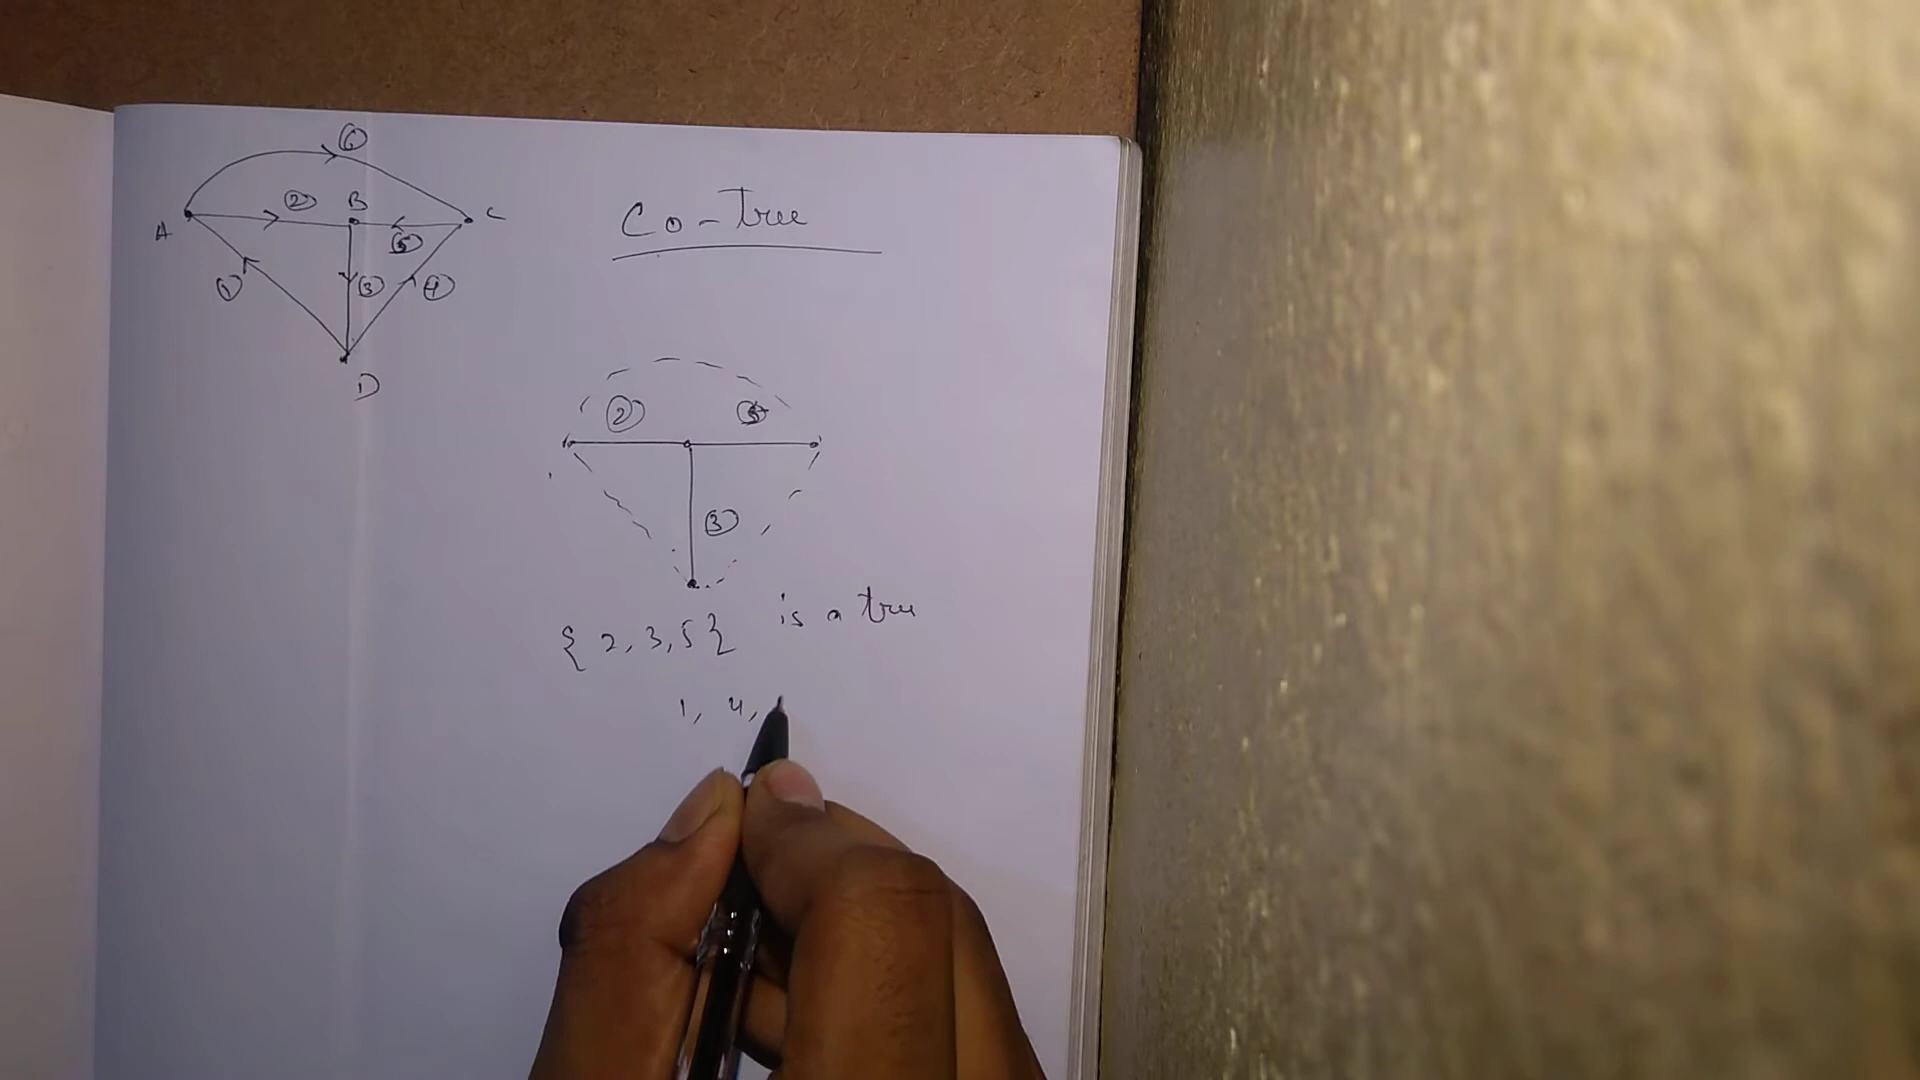 6
2 B C
A 5
1 3 4
D
Co-Tree
2 5
3
{2, 3, 5} is a tree
1, 4,